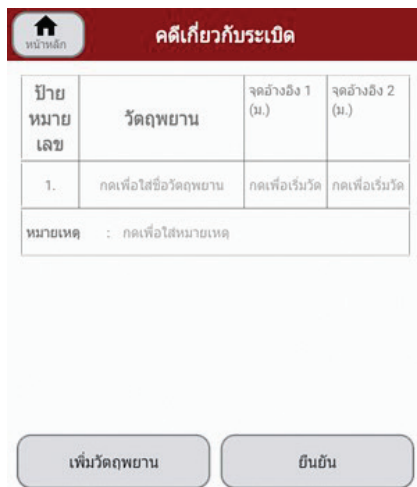 หน้าหลัก
คดีเกี่ยวกับระเบิด
ป้าย
หมาย
เลข
วัตถุพยาน
จุดอ้างอิง 1
(ม.)
จุดอ้างอิง 2
(ม.)
1.
กดเพื่อใส่ชื่อวัตถุพยาน
กดเพื่อเริ่มวัด
กดเพื่อเริ่มวัด
หมายเหตุ : กดเพื่อใส่หมายเหตุ
เพิ่มวัตถุพยาน
ยืนยัน